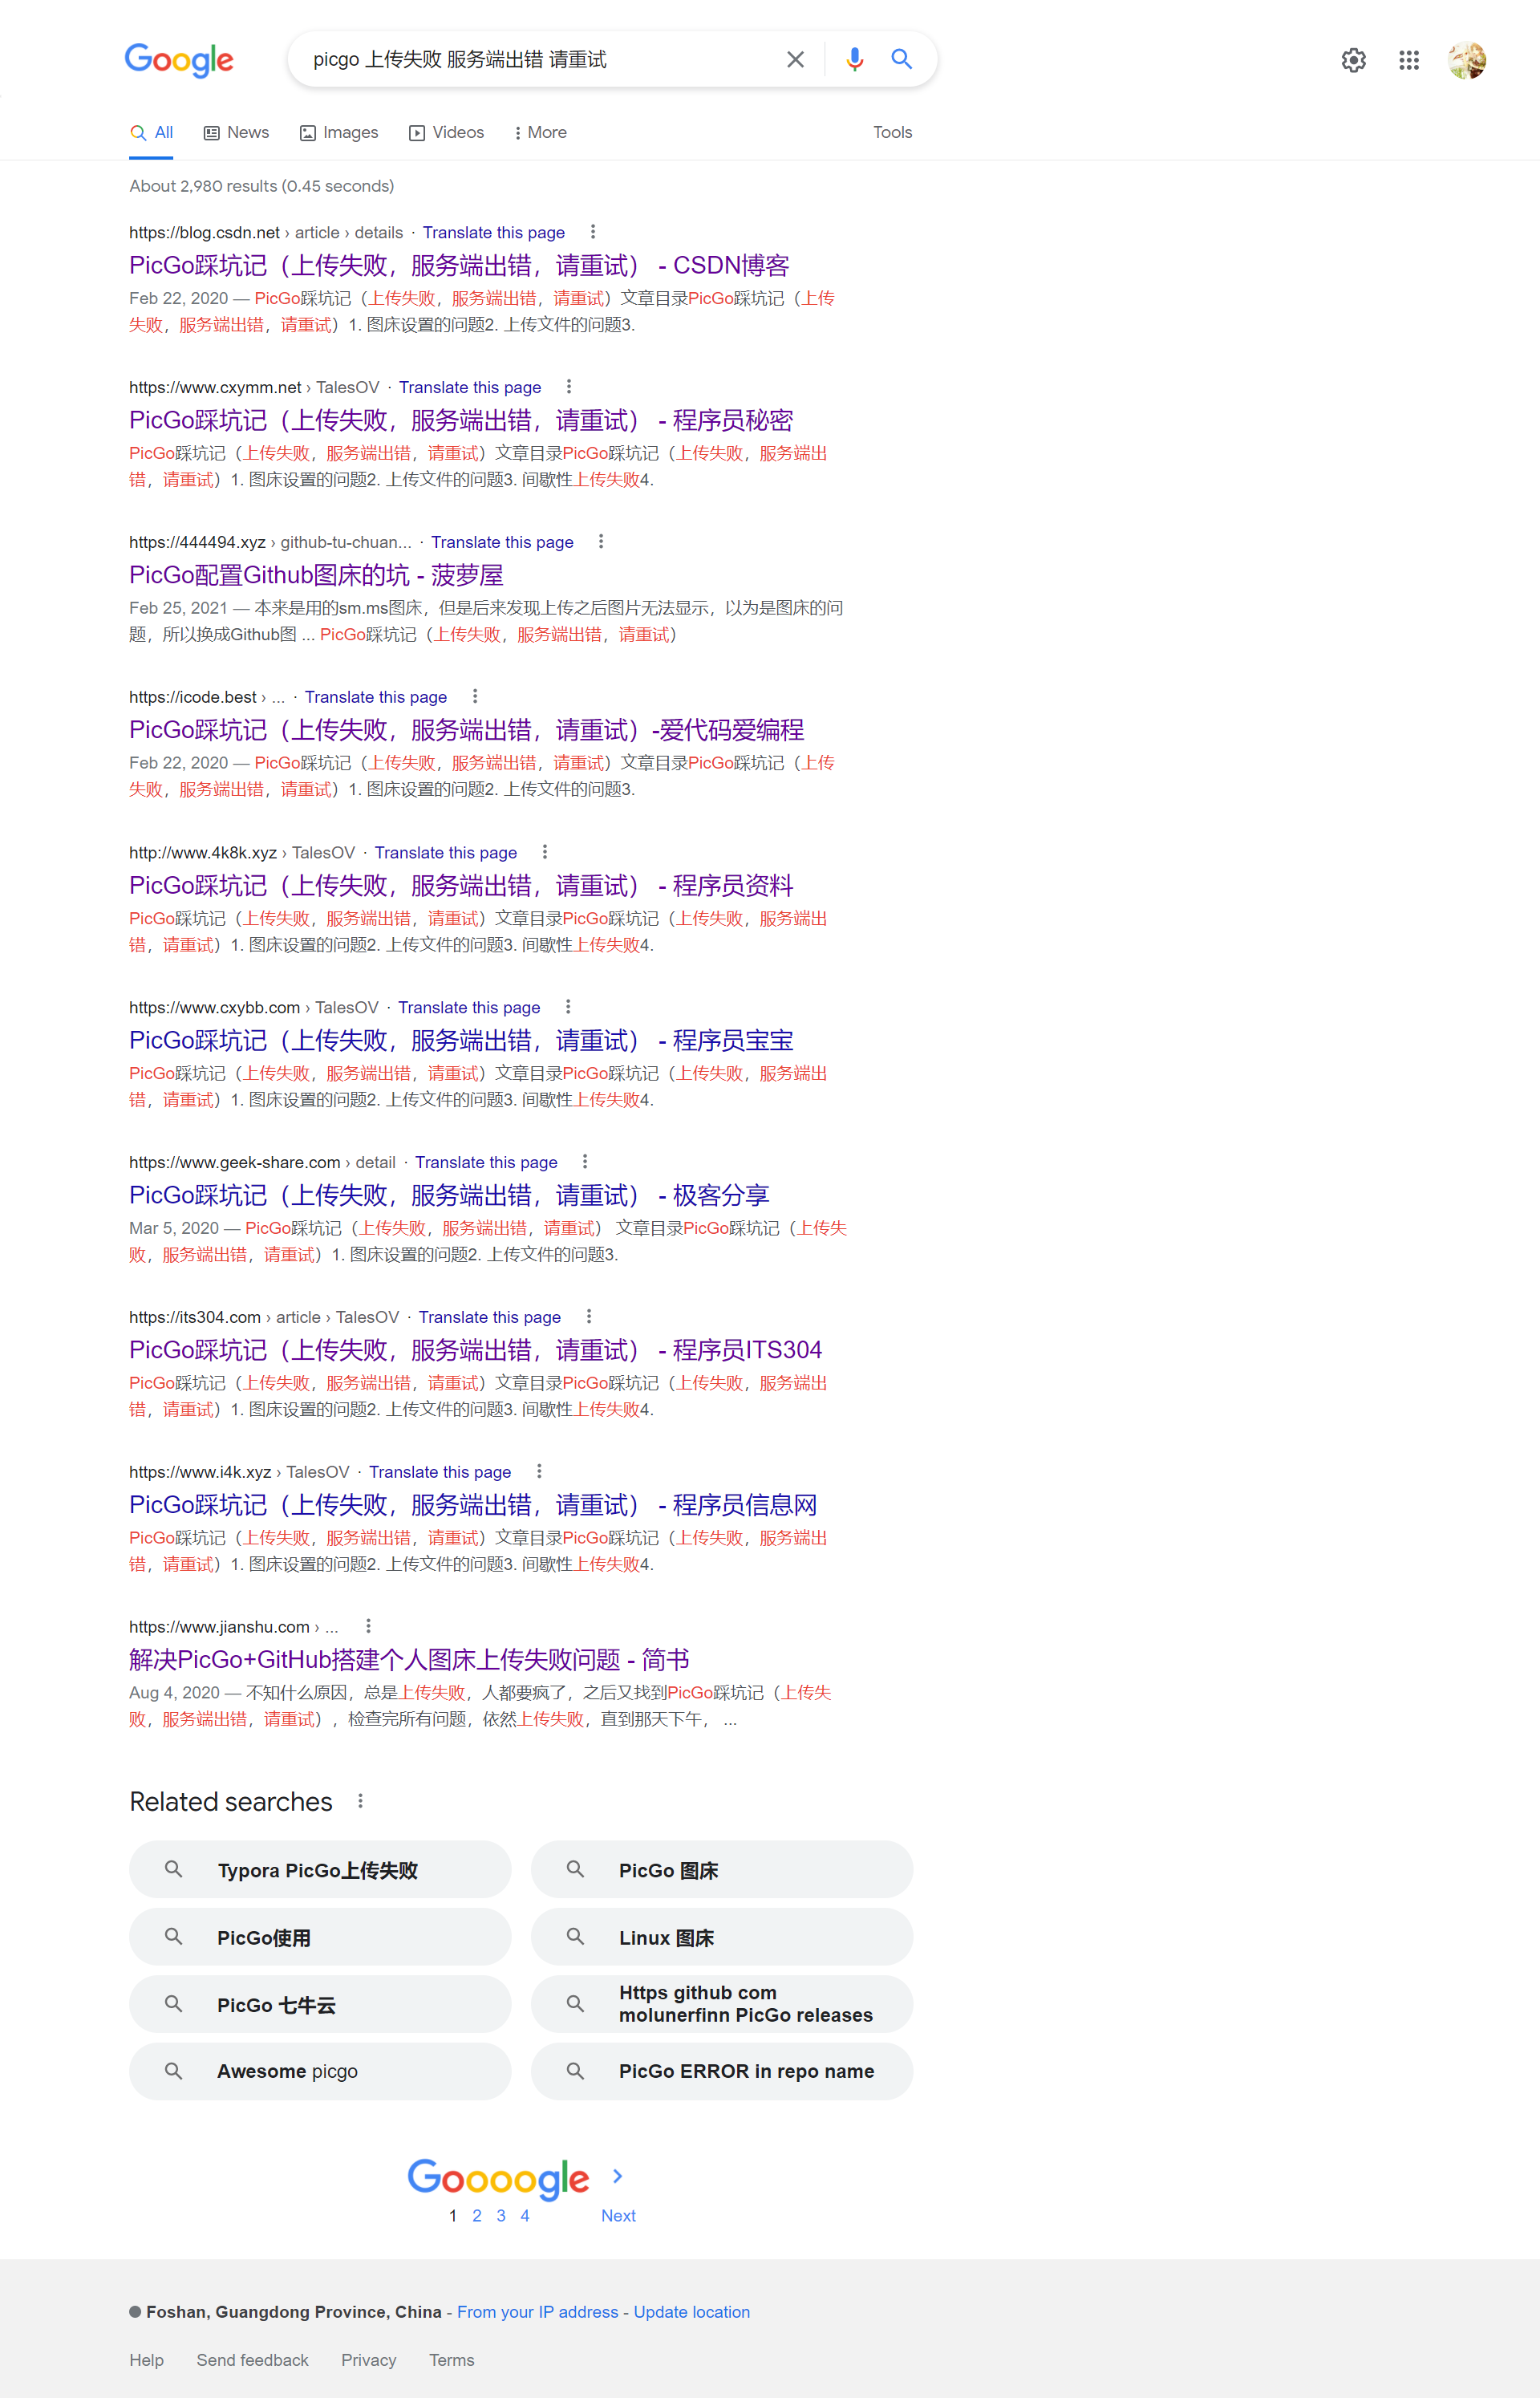 Google
picgo 上传失败 服务端出错 请重试
All News Images Videos More Tools
About 2,980 results (0.45 seconds)
https://blog.csdn.net › article › details · Translate this page
PicGo踩坑记（上传失败，服务端出错，请重试） - CSDN博客
Feb 22, 2020 — PicGo踩坑记（上传失败，服务端出错，请重试）文章目录PicGo踩坑记（上传
失败，服务端出错，请重试）1. 图床设置的问题2. 上传文件的问题3.
https://www.cxymm.net › TalesOV · Translate this page
PicGo踩坑记（上传失败，服务端出错，请重试） - 程序员秘密
PicGo踩坑记（上传失败，服务端出错，请重试）文章目录PicGo踩坑记（上传失败，服务端出
错，请重试）1. 图床设置的问题2. 上传文件的问题3. 间歇性上传失败4.
https://444494.xyz › github-tu-chuan... · Translate this page
PicGo配置Github图床的坑 - 菠萝屋
Feb 25, 2021 — 本来是用的sm.ms图床，但是后来发现上传之后图片无法显示，以为是图床的问
题，所以换成Github图 ... PicGo踩坑记（上传失败，服务端出错，请重试）
https://icode.best › ... · Translate this page
PicGo踩坑记（上传失败，服务端出错，请重试）-爱代码爱编程
Feb 22, 2020 — PicGo踩坑记（上传失败，服务端出错，请重试）文章目录PicGo踩坑记（上传
失败，服务端出错，请重试）1. 图床设置的问题2. 上传文件的问题3.
http://www.4k8k.xyz › TalesOV · Translate this page
PicGo踩坑记（上传失败，服务端出错，请重试） - 程序员资料
PicGo踩坑记（上传失败，服务端出错，请重试）文章目录PicGo踩坑记（上传失败，服务端出
错，请重试）1. 图床设置的问题2. 上传文件的问题3. 间歇性上传失败4.
https://www.cxybb.com › TalesOV · Translate this page
PicGo踩坑记（上传失败，服务端出错，请重试） - 程序员宝宝
PicGo踩坑记（上传失败，服务端出错，请重试）文章目录PicGo踩坑记（上传失败，服务端出
错，请重试）1. 图床设置的问题2. 上传文件的问题3. 间歇性上传失败4.
https://www.geek-share.com › detail · Translate this page
PicGo踩坑记（上传失败，服务端出错，请重试） - 极客分享
Mar 5, 2020 — PicGo踩坑记（上传失败，服务端出错，请重试） 文章目录PicGo踩坑记（上传失
败，服务端出错，请重试）1. 图床设置的问题2. 上传文件的问题3.
https://its304.com › article › TalesOV · Translate this page
PicGo踩坑记（上传失败，服务端出错，请重试） - 程序员ITS304
PicGo踩坑记（上传失败，服务端出错，请重试）文章目录PicGo踩坑记（上传失败，服务端出
错，请重试）1. 图床设置的问题2. 上传文件的问题3. 间歇性上传失败4.
https://www.i4k.xyz › TalesOV · Translate this page
PicGo踩坑记（上传失败，服务端出错，请重试） - 程序员信息网
PicGo踩坑记（上传失败，服务端出错，请重试）文章目录PicGo踩坑记（上传失败，服务端出
错，请重试）1. 图床设置的问题2. 上传文件的问题3. 间歇性上传失败4.
https://www.jianshu.com › ...
解决PicGo+GitHub搭建个人图床上传失败问题 - 简书
Aug 4, 2020 — 不知什么原因，总是上传失败，人都要疯了，之后又找到PicGo踩坑记（上传失
败，服务端出错，请重试），检查完所有问题，依然上传失败，直到那天下午， ...
Related searches
Typora PicGo上传失败
PicGo 图床
PicGo使用
Linux 图床
PicGo 七牛云
Https github com
molunerfinn PicGo releases
Awesome picgo
PicGo ERROR in repo name
Goooogle
1 2 3 4 Next
Foshan, Guangdong Province, China - From your IP address - Update location
Help Send feedback Privacy Terms